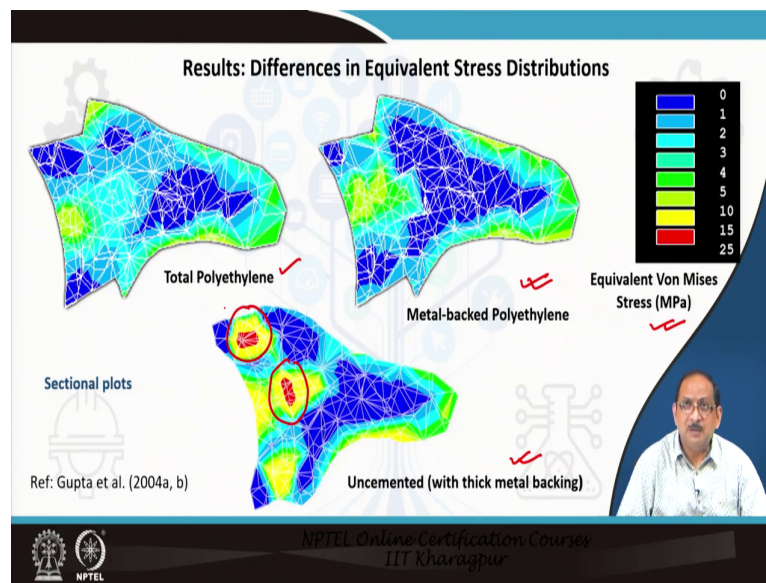 Results: Differences in Equivalent Stress Distributions
0
1
2
3
4
5
10
15
25
Total Polyethylene
Metal-backed Polyethylene
Equivalent Von Mises
Stress (MPa)
Sectional plots
Ref: Gupta et al. (2004a, b)
Uncemented (with thick metal backing)
NPTEL
NPTEL Online Certification Courses
IIT Kharagpur